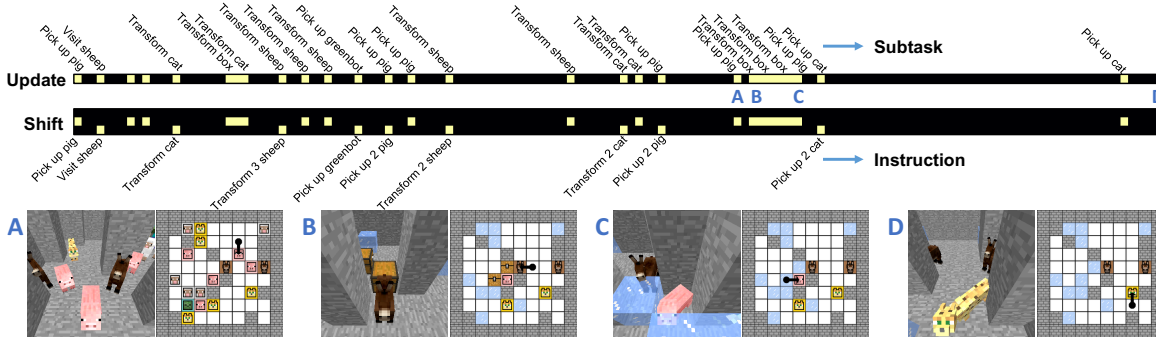 Pick up pig
Visit sheep
Transform cat
Transform box
Transform cat
Transform sheep
Transform sheep
Transform sheep
Pick up greenbot
Pick up pig
Pick up pig
Transform sheep
Transform sheep
Transform cat
Transform cat
Pick up pig
Pick up pig
Transform box
Transform box
Transform box
Pick up pig
Pick up cat
Pick up cat
Subtask
Update
A B C D
Shift
Pick up pig
Visit sheep
Transform cat
Transform 3 sheep
Pick up greenbot
Pick up 2 pig
Transform 2 sheep
Transform 2 cat
Pick up 2 pig
Pick up 2 cat
Instruction
A B C D